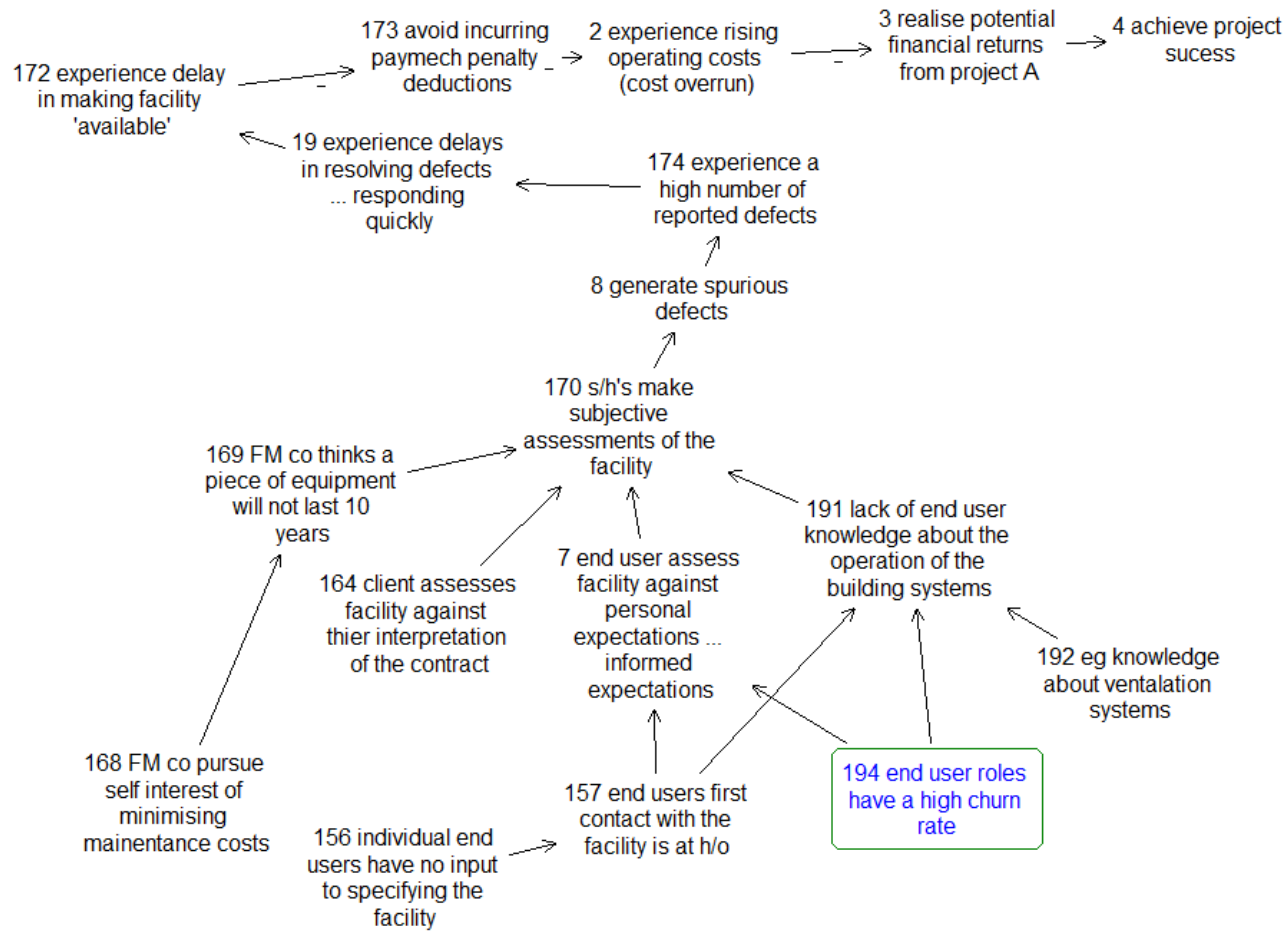 173 avoid incurring
paymech penalty
deductions
2 experience rising
operating costs
(cost overrun)
3 realise potential
financial returns
from project A
4 achieve project
sucess
172 experience delay
in making facility
'available'
-
-
-
19 experience delays
in resolving defects
... responding
quickly
174 experience a
high number of
reported defects
8 generate spurious
defects
170 s/h's make
subjective
assessments of the
facility
169 FM co thinks a
piece of equipment
will not last 10
years
191 lack of end user
knowledge about the
operation of the
building systems
164 client assesses
facility against
thier interpretation
of the contract
7 end user assess
facility against
personal
expectations ...
informed
expectations
192 eg knowledge
about ventalation
systems
168 FM co pursue
self interest of
minimising
mainentance costs
157 end users first
contact with the
facility is at h/o
194 end user roles
have a high churn
rate
156 individual end
users have no input
to specifying the
facility